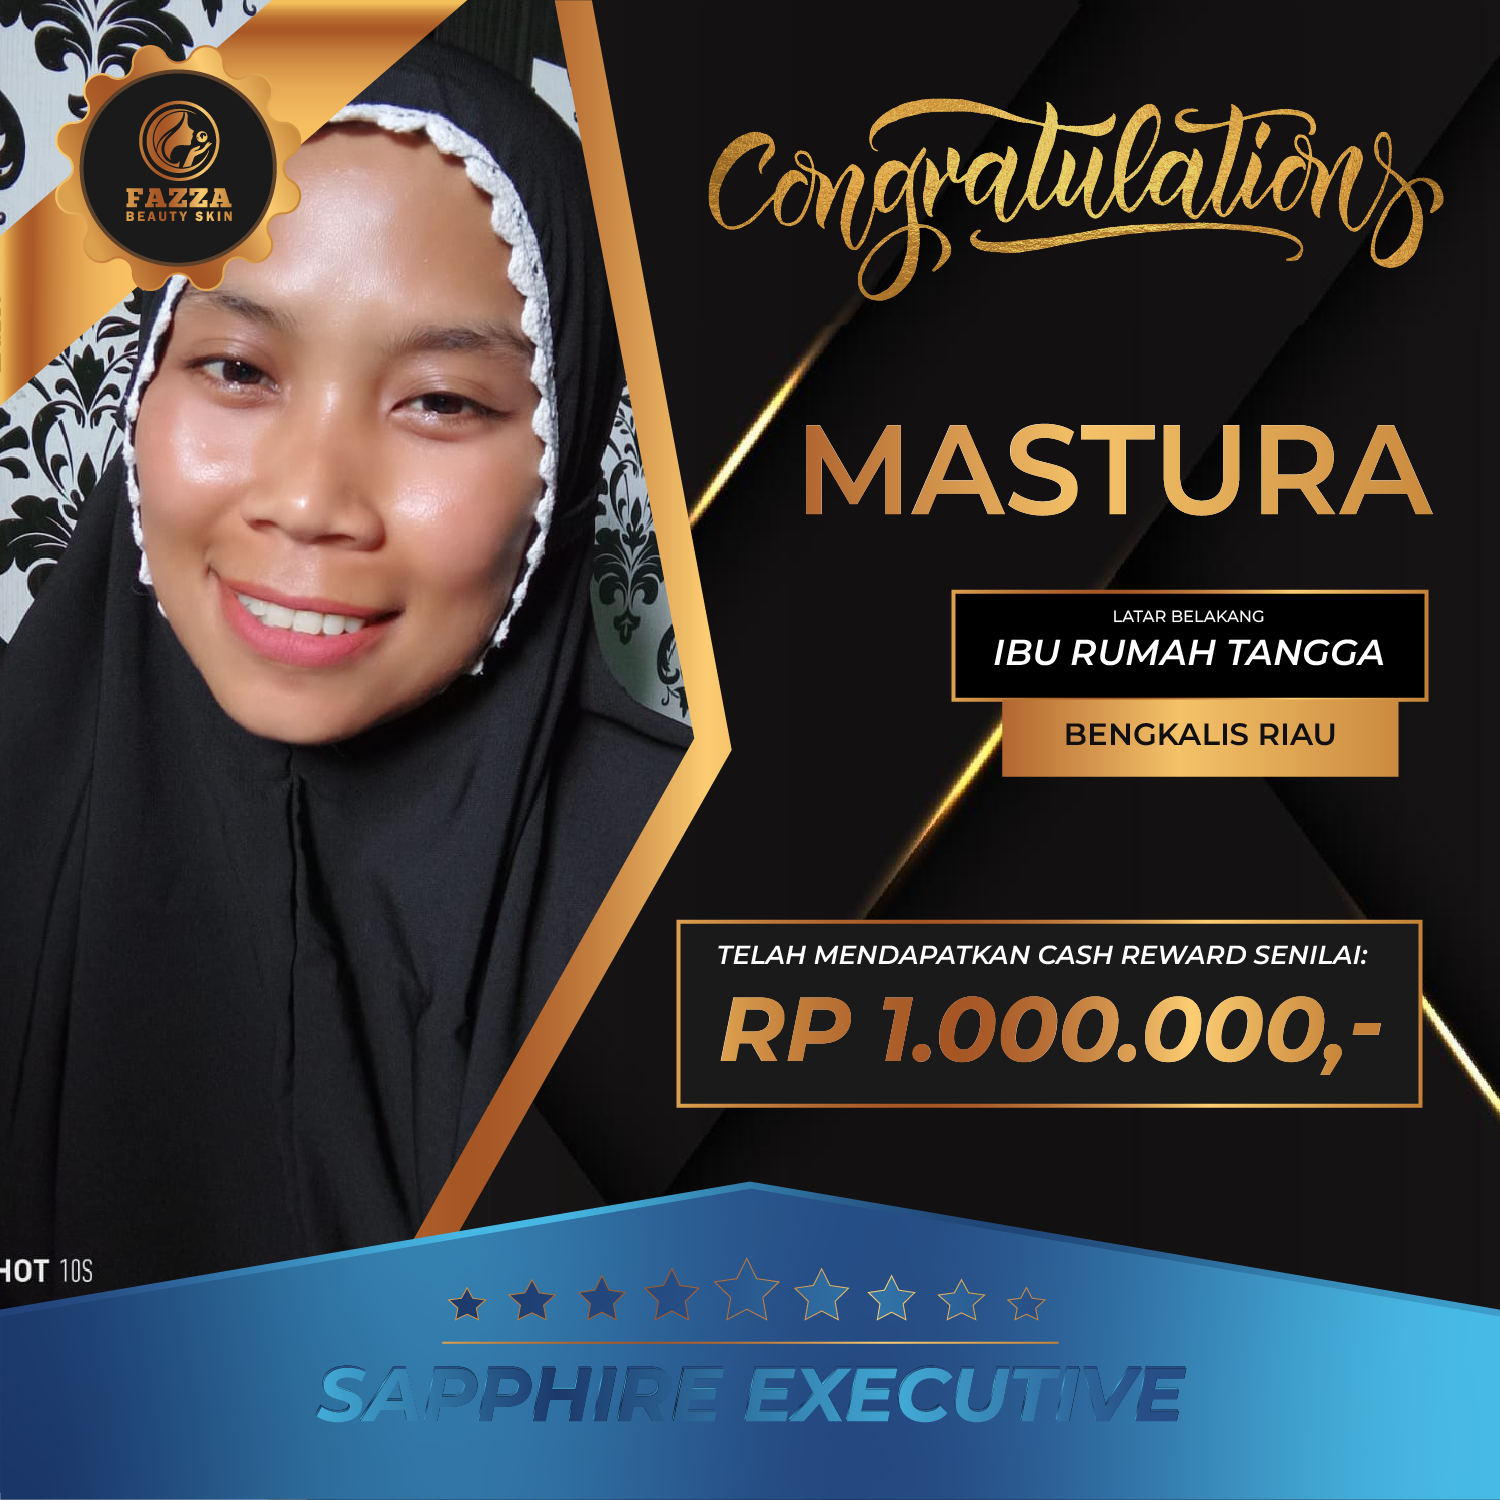 FAZZA
BEAUTY SKIN
Congratulations
MASTURA
LATAR BELAKANG
IBU RUMAH TANGGA
BENGKALIS RIAU
TELAH MENDAPATKAN CASH REWARD SENILAI:
RP 1.000.000,-
HOT 10S
SAPPHIRE EXECUTIVE